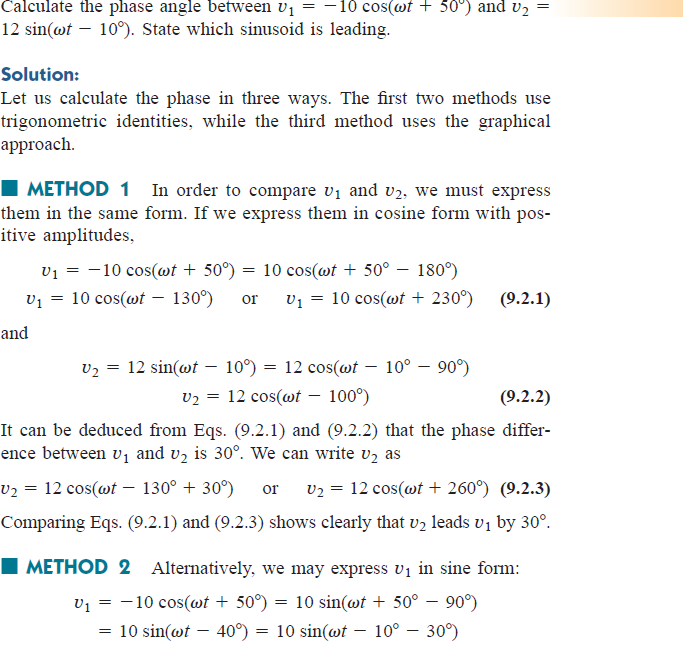 Calculate the phase angle between v₁ = −10 cos(ωt + 50°) and v₂ =
12 sin(ωt − 10°). State which sinusoid is leading.
Solution:
Let us calculate the phase in three ways. The first two methods use
trigonometric identities, while the third method uses the graphical
approach.
METHOD 1 In order to compare v₁ and v₂, we must express
them in the same form. If we express them in cosine form with pos-
itive amplitudes,
v₁ = −10 cos(ωt + 50°) = 10 cos(ωt + 50° − 180°)
v₁ = 10 cos(ωt − 130°) or v₁ = 10 cos(ωt + 230°) (9.2.1)
and
v₂ = 12 sin(ωt − 10°) = 12 cos(ωt − 10° − 90°)
v₂ = 12 cos(ωt − 100°) (9.2.2)
It can be deduced from Eqs. (9.2.1) and (9.2.2) that the phase differ-
ence between v₁ and v₂ is 30°. We can write v₂ as
v₂ = 12 cos(ωt − 130° + 30°) or v₂ = 12 cos(ωt + 260°) (9.2.3)
Comparing Eqs. (9.2.1) and (9.2.3) shows clearly that v₂ leads v₁ by 30°.
METHOD 2 Alternatively, we may express v₁ in sine form:
v₁ = −10 cos(ωt + 50°) = 10 sin(ωt + 50° − 90°)
= 10 sin(ωt − 40°) = 10 sin(ωt − 10° − 30°)